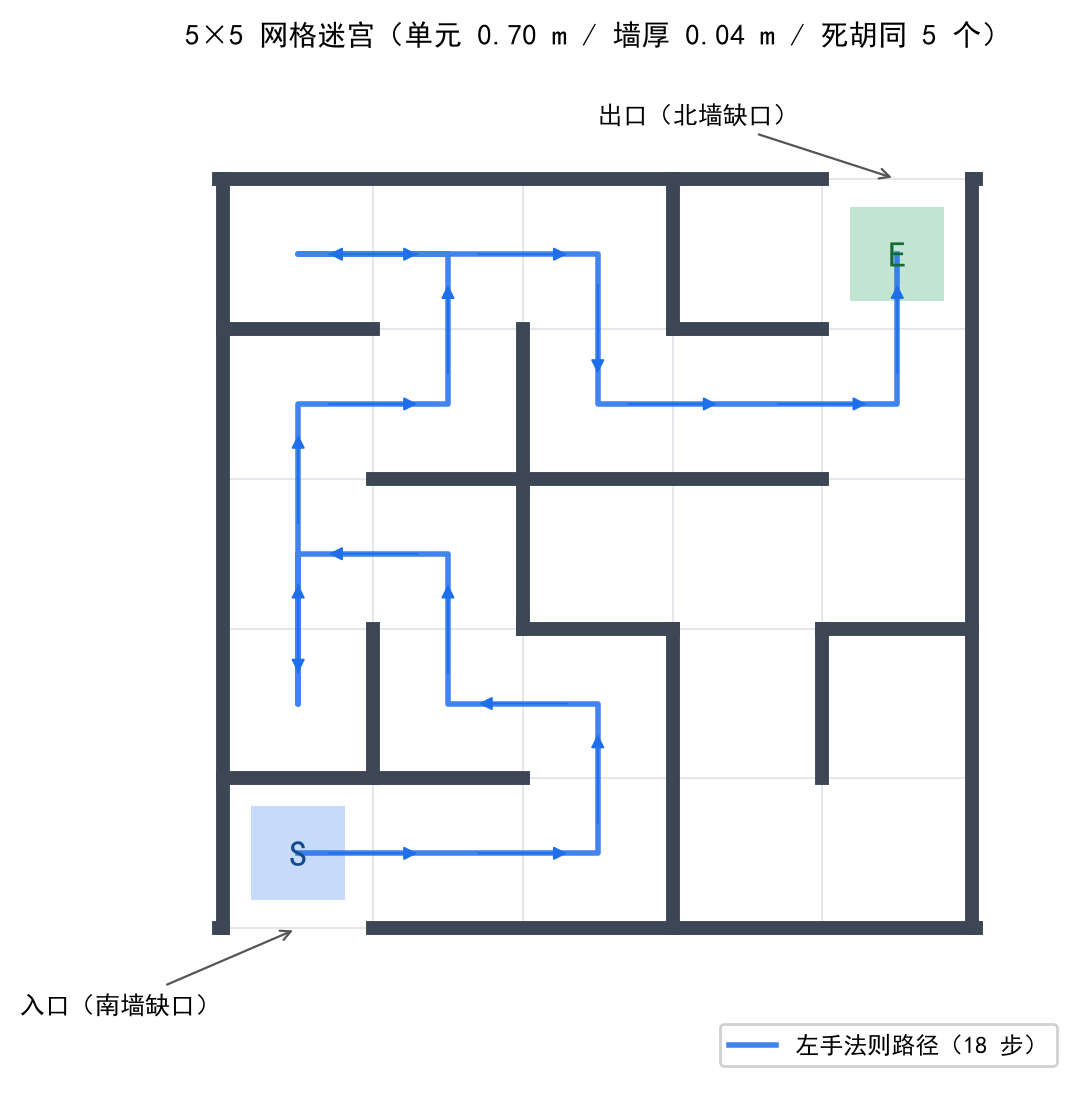 5×5 网格迷宫（单元 0.70 m / 墙厚 0.04 m / 死胡同 5 个）
出口（北墙缺口）
E
S
入口（南墙缺口）
左手法则路径（18 步）